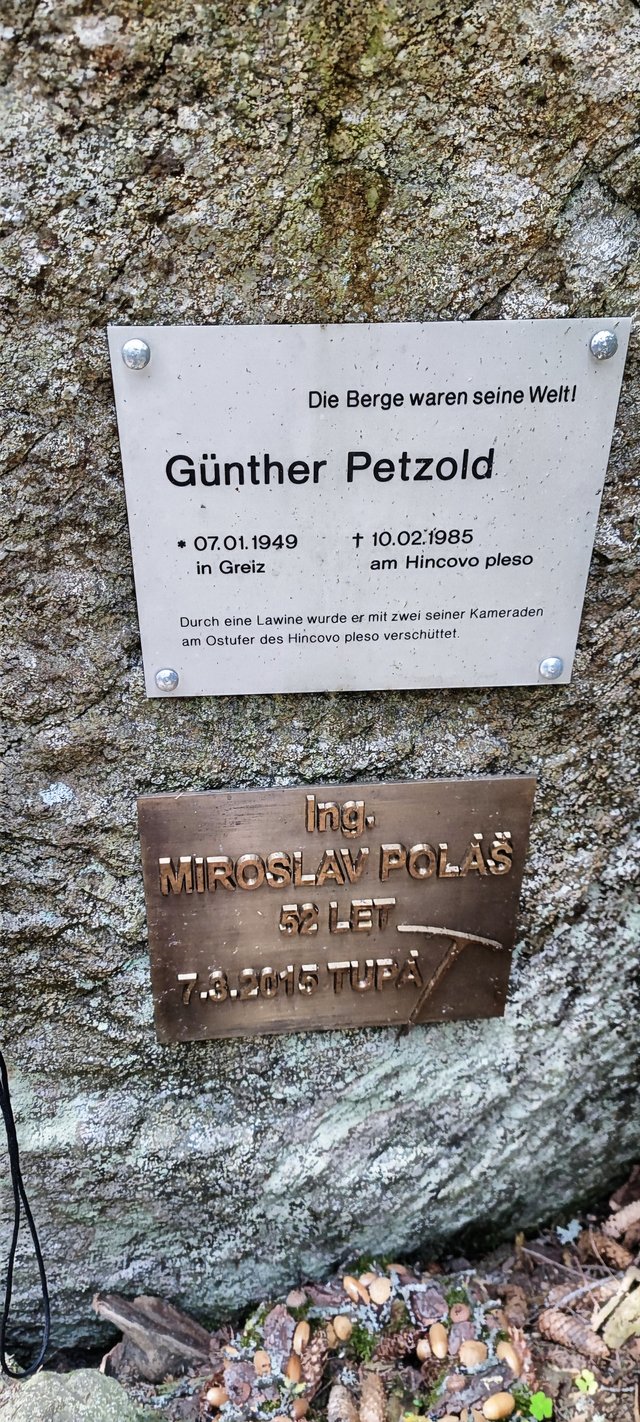 Die Berge waren seine Welt!
Günther Petzold
* 07.01.1949 † 10.02.1985
in Greiz am Hincovo pleso
Durch eine Lawine wurde er mit zwei seiner Kameraden
am Ostufer des Hincovo pleso verschüttet.
Ing.
MIROSLAV POLÁŠ
52 LET
7.3.2015 TUPÁ